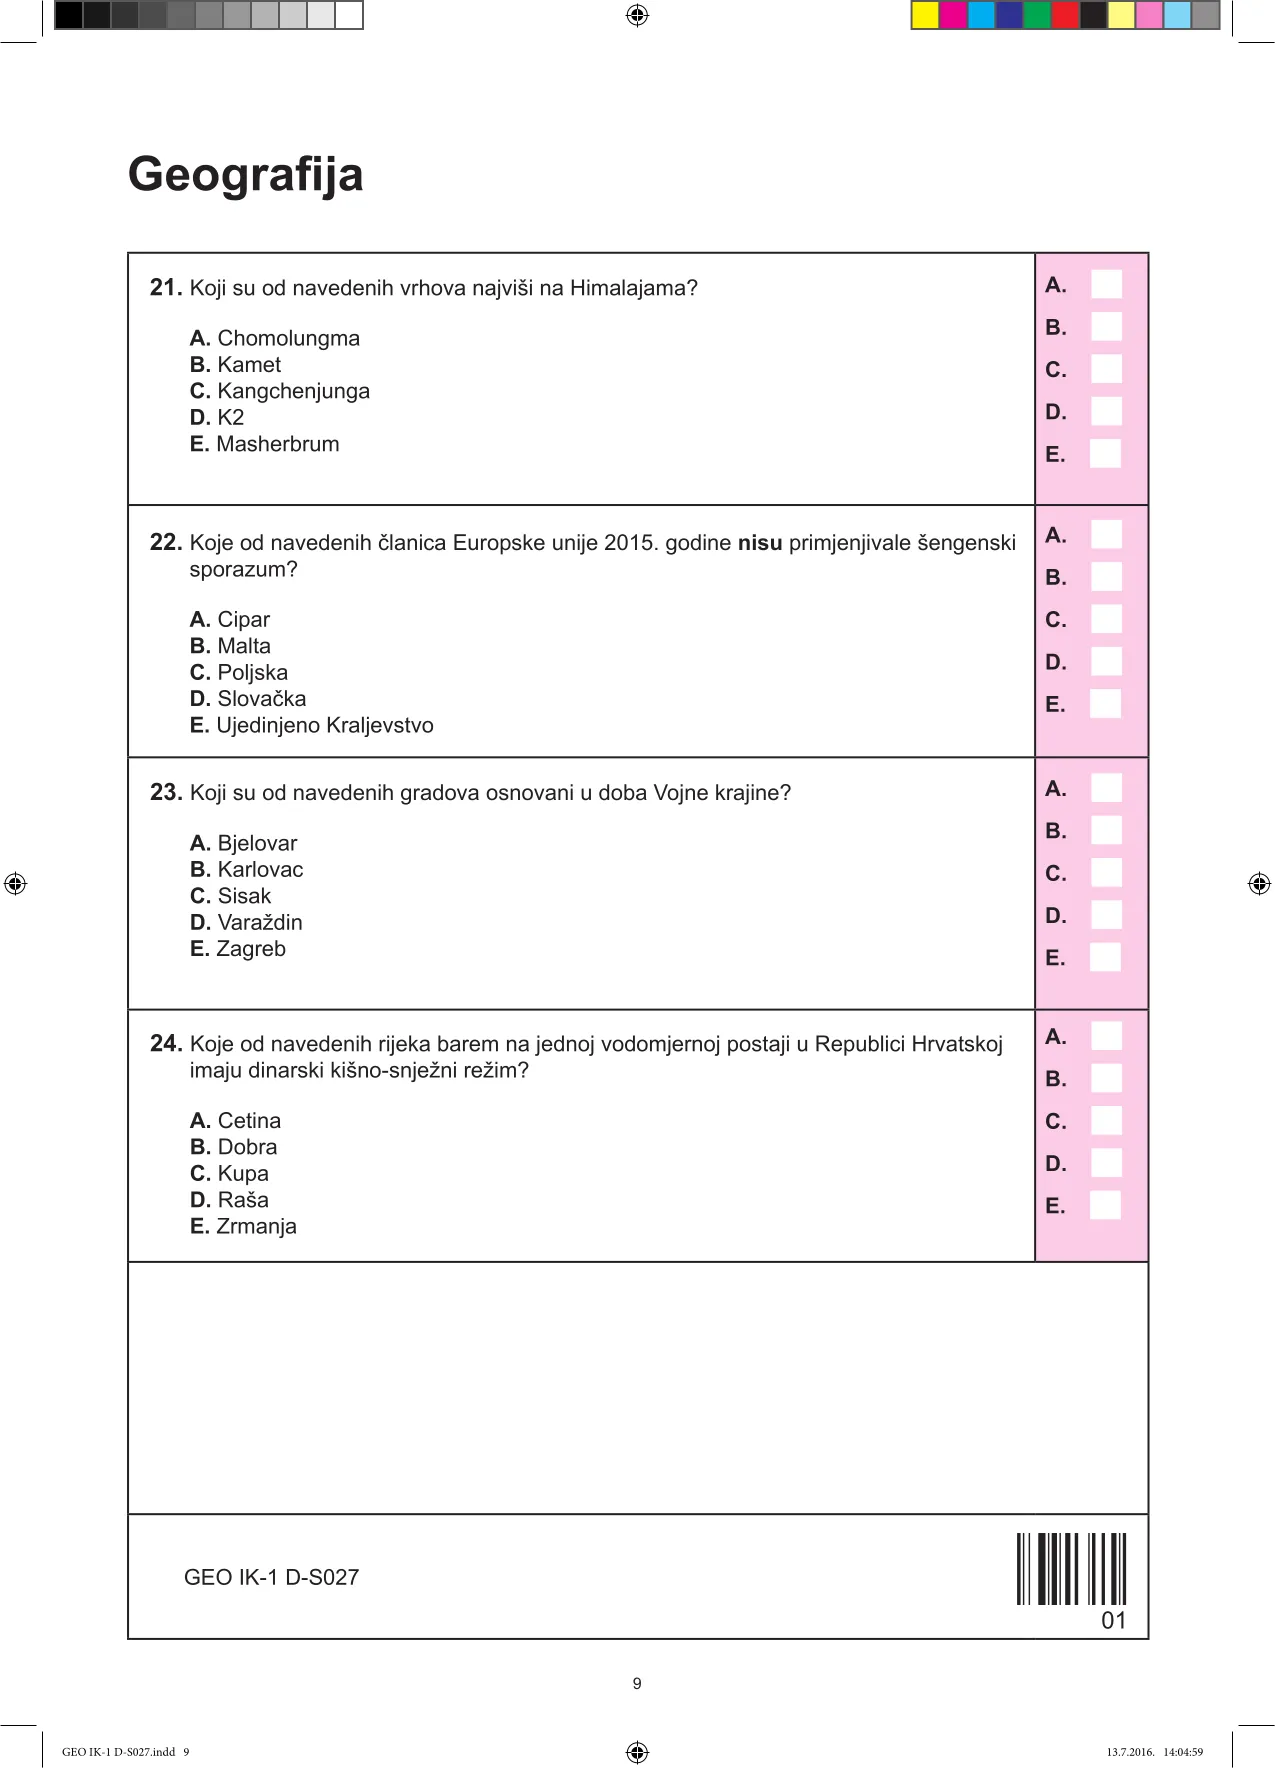 Geografija
21. Koji su od navedenih vrhova najviši na Himalajama?
A. Chomolungma
B. Kamet
C. Kangchenjunga
D. K2
E. Masherbrum
A.
B.
C.
D.
E.
22. Koje od navedenih članica Europske unije 2015. godine nisu primjenjivale šengenski
sporazum?
A. Cipar
B. Malta
C. Poljska
D. Slovačka
E. Ujedinjeno Kraljevstvo
A.
B.
C.
D.
E.
23. Koji su od navedenih gradova osnovani u doba Vojne krajine?
A. Bjelovar
B. Karlovac
C. Sisak
D. Varaždin
E. Zagreb
A.
B.
C.
D.
E.
24. Koje od navedenih rijeka barem na jednoj vodomjernoj postaji u Republici Hrvatskoj
imaju dinarski kišno-snježni režim?
A. Cetina
B. Dobra
C. Kupa
D. Raša
E. Zrmanja
A.
B.
C.
D.
E.
GEO IK-1 D-S027
01
9
GEO IK-1 D-S027.indd 9
13.7.2016. 14:04:59